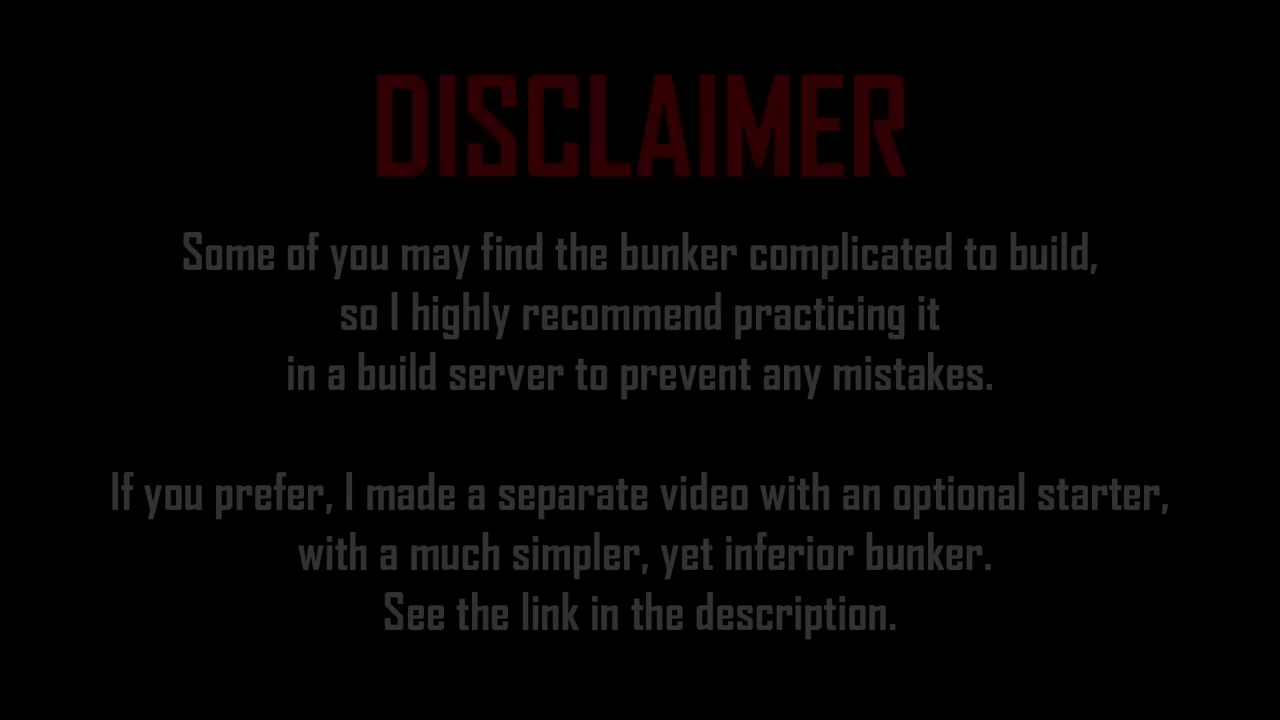 DISCLAIMER
Some of you may find the bunker complicated to build,
so I highly recommend practicing it
in a build server to prevent any mistakes.
If you prefer, I made a separate video with an optional starter,
with a much simpler, yet inferior bunker.
See the link in the description.